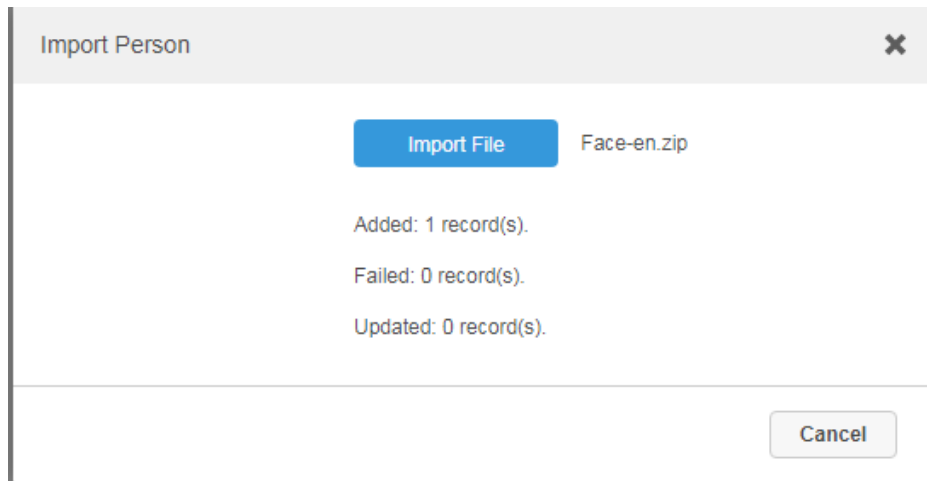 Import Person
Import File Face-en.zip
Added: 1 record(s).
Failed: 0 record(s).
Updated: 0 record(s).
Cancel